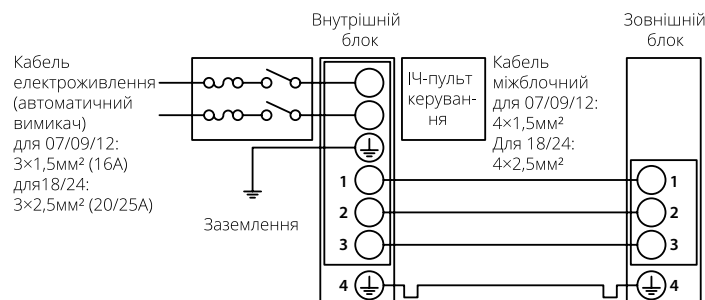 Внутрішній
блок
Зовнішній
блок
Кабель
електроживлення
(автоматичний
вимикач)
для 07/09/12:
3×1,5мм² (16А)
для18/24:
3×2,5мм² (20/25А)
ІЧ-пульт
керуван-
ня
Кабель
міжблочний
для 07/09/12:
4×1,5мм²
Для 18/24:
4×2,5мм²
Заземлення
1
2
3
4
1
2
3
4